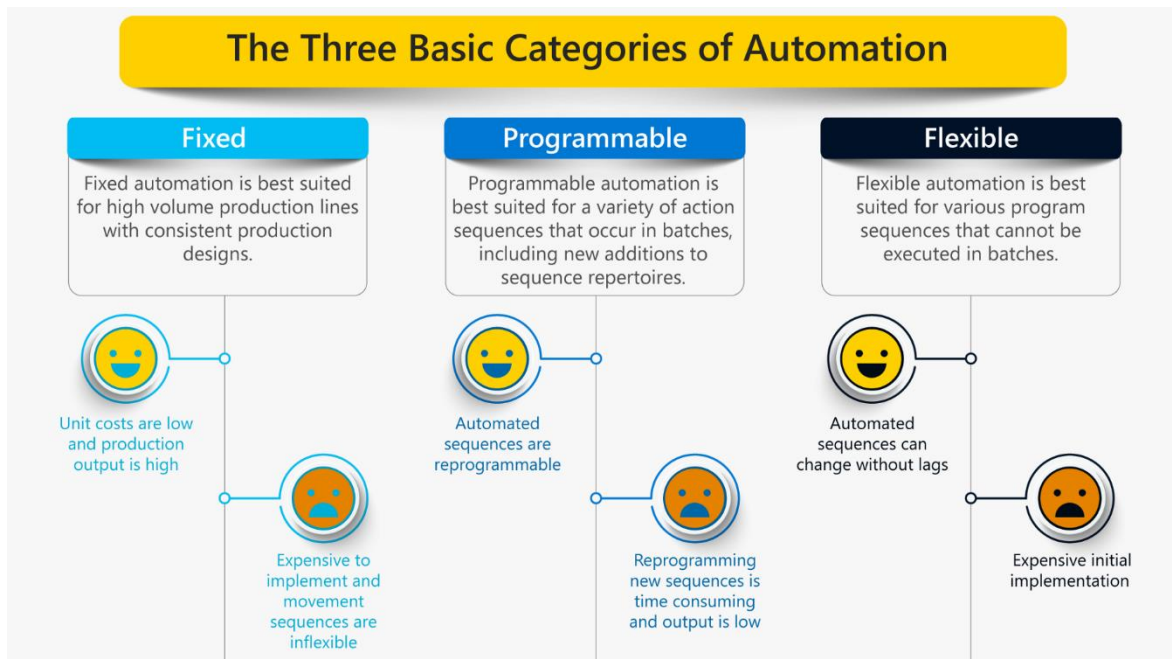 The Three Basic Categories of Automation
Fixed
Fixed automation is best suited
for high volume production lines
with consistent production
designs.
Unit costs are low
and production
output is high
Expensive to
implement and
movement
sequences are
inflexible
Programmable
Programmable automation is
best suited for a variety of action
sequences that occur in batches,
including new additions to
sequence repertoires.
Automated
sequences are
reprogrammable
Reprogramming
new sequences is
time consuming
and output is low
Flexible
Flexible automation is best
suited for various program
sequences that cannot be
executed in batches.
Automated
sequences can
change without lags
Expensive initial
implementation